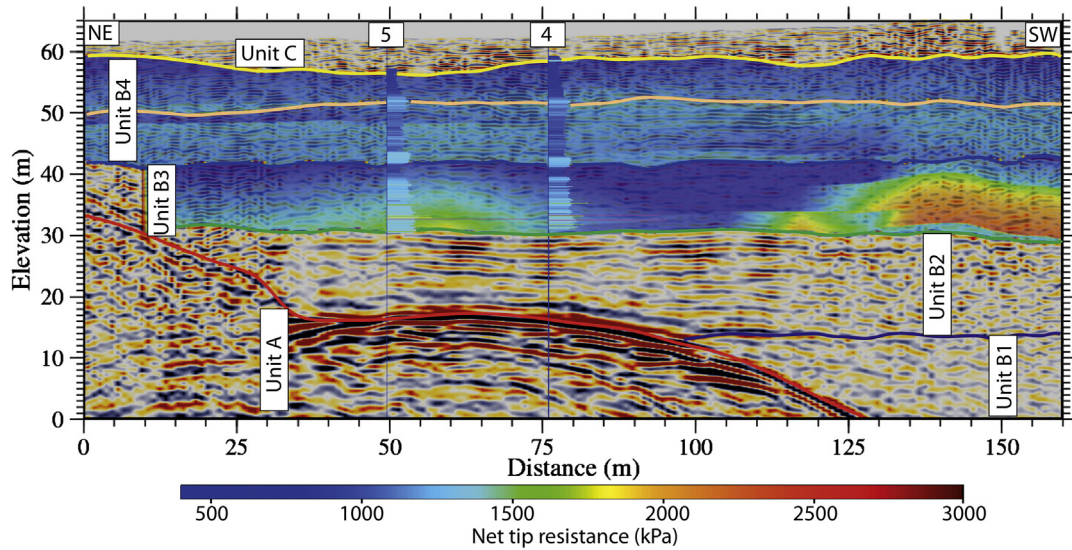 NE
5
4
SW
Unit C
Unit B4
Unit B3
Unit A
Unit B2
Unit B1
Elevation (m)
60
50
40
30
20
10
0
0 25 50 75 100 125 150
Distance (m)
500 1000 1500 2000 2500 3000
Net tip resistance (kPa)